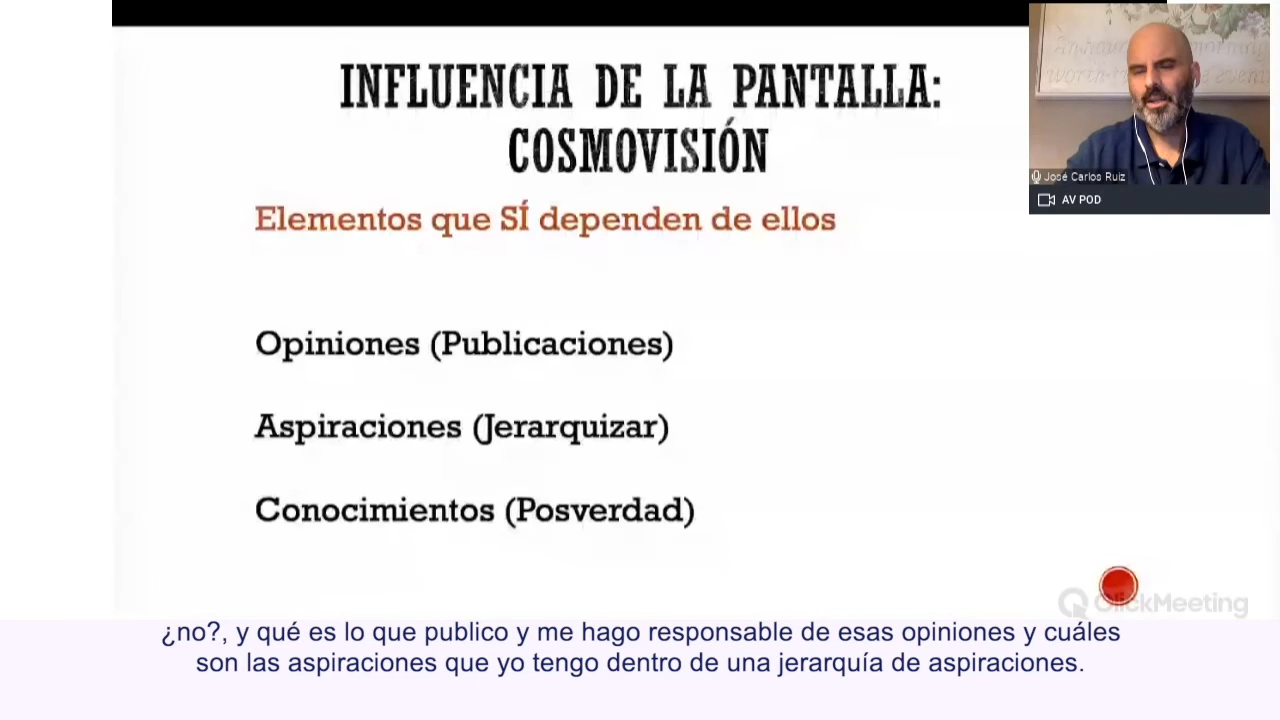 INFLUENCIA DE LA PANTALLA:
COSMOVISIÓN
Elementos que SÍ dependen de ellos
Opiniones (Publicaciones)
Aspiraciones (Jerarquizar)
Conocimientos (Posverdad)
José Carlos Ruiz
AV POD
ClickMeeting
¿no?, y qué es lo que publico y me hago responsable de esas opiniones y cuáles
son las aspiraciones que yo tengo dentro de una jerarquía de aspiraciones.